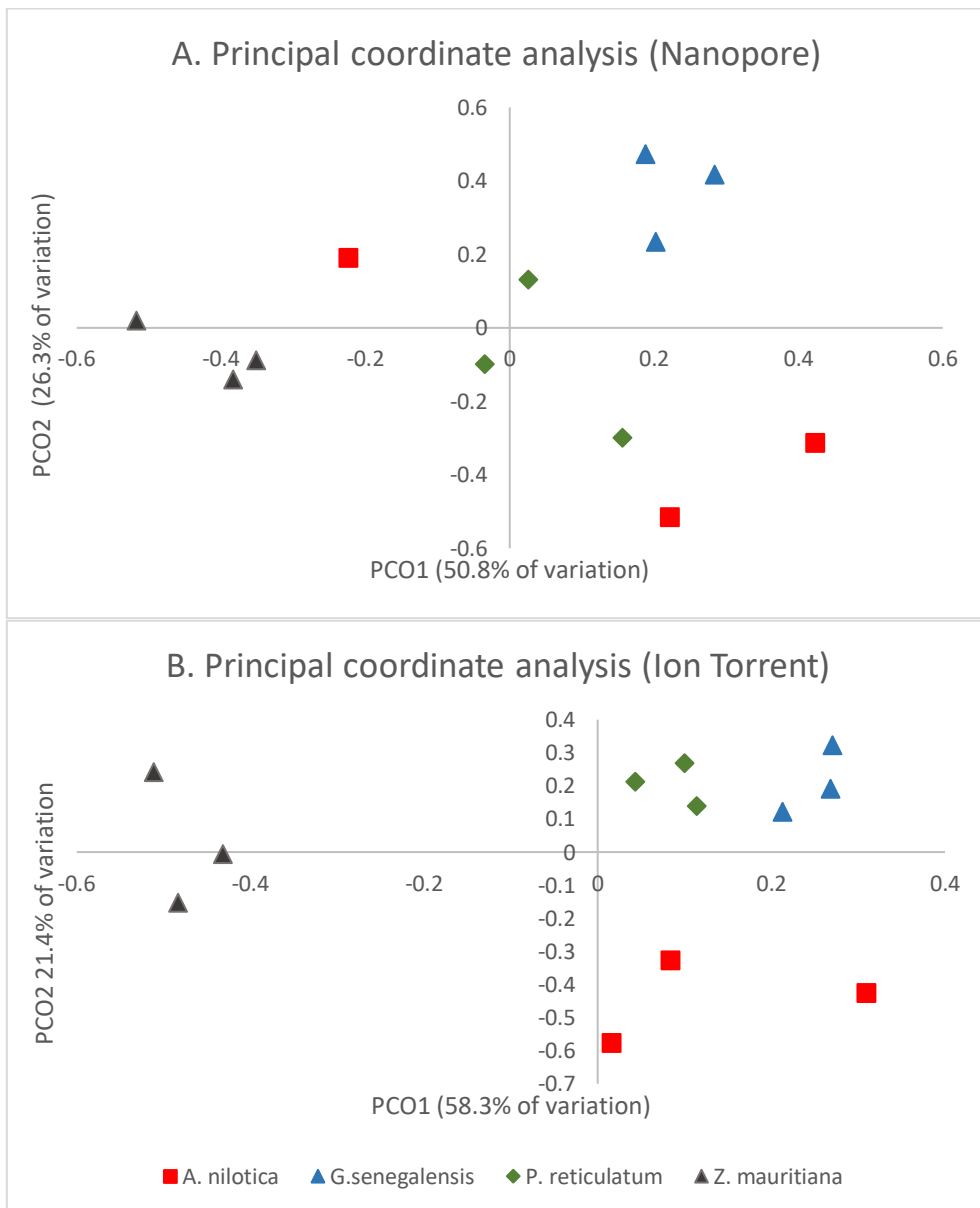 A. Principal coordinate analysis (Nanopore)
0.6
0.4
0.2
0
-0.2
-0.4
-0.6
-0.6 -0.4 -0.2 0 0.2 0.4 0.6
PCO2 (26.3% of variation)
PCO1 (50.8% of variation)
B. Principal coordinate analysis (Ion Torrent)
0.4
0.3
0.2
0.1
0
-0.1
-0.2
-0.3
-0.4
-0.5
-0.6
-0.7
-0.6 -0.4 -0.2 0 0.2 0.4
PCO2 21.4% of variation
PCO1 (58.3% of variation)
A. nilotica G.senegalensis P. reticulatum Z. mauritiana